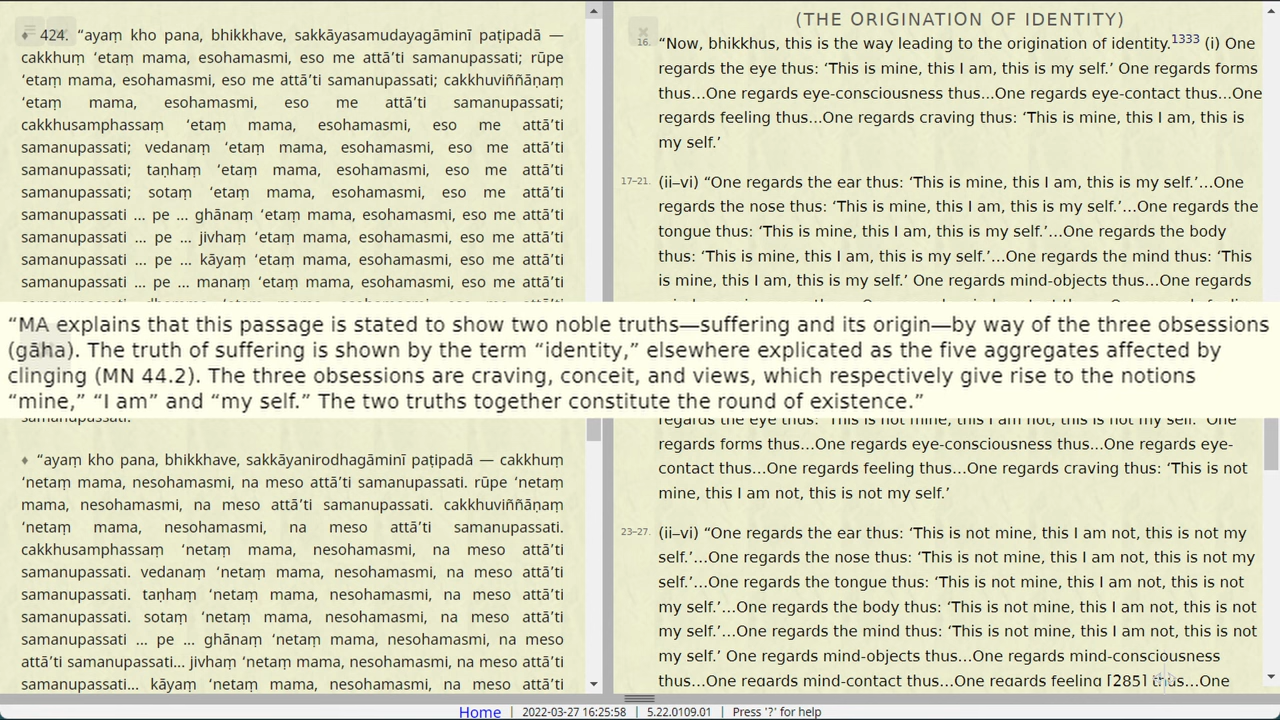 ♦ 424. “ayaṃ kho pana, bhikkhave, sakkāyasamudayagāminī paṭipadā —
cakkhuṃ ‘etaṃ mama, esohamasmi, eso me attā’ti samanupassati; rūpe
‘etaṃ mama, esohamasmi, eso me attā’ti samanupassati; cakkhuviññāṇaṃ
‘etaṃ mama, esohamasmi, eso me attā’ti samanupassati;
cakkhusamphassaṃ ‘etaṃ mama, esohamasmi, eso me attā’ti
samanupassati; vedanaṃ ‘etaṃ mama, esohamasmi, eso me attā’ti
samanupassati; taṇhaṃ ‘etaṃ mama, esohamasmi, eso me attā’ti
samanupassati; sotaṃ ‘etaṃ mama, esohamasmi, eso me attā’ti
samanupassati ... pe ... ghānaṃ ‘etaṃ mama, esohamasmi, eso me attā’ti
samanupassati ... pe ... jivhaṃ ‘etaṃ mama, esohamasmi, eso me attā’ti
samanupassati ... pe ... kāyaṃ ‘etaṃ mama, esohamasmi, eso me attā’ti
samanupassati ... pe ... manaṃ ‘etaṃ mama, esohamasmi, eso me attā’ti
samanupassati.
♦ “ayaṃ kho pana, bhikkhave, sakkāyanirodhagāminī paṭipadā — cakkhuṃ
‘netaṃ mama, nesohamasmi, na meso attā’ti samanupassati. rūpe ‘netaṃ
mama, nesohamasmi, na meso attā’ti samanupassati. cakkhuviññāṇaṃ
‘netaṃ mama, nesohamasmi, na meso attā’ti samanupassati.
cakkhusamphassaṃ ‘netaṃ mama, nesohamasmi, na meso attā’ti
samanupassati. vedanaṃ ‘netaṃ mama, nesohamasmi, na meso attā’ti
samanupassati. taṇhaṃ ‘netaṃ mama, nesohamasmi, na meso attā’ti
samanupassati. sotaṃ ‘netaṃ mama, nesohamasmi, na meso attā’ti
samanupassati ... pe ... ghānaṃ ‘netaṃ mama, nesohamasmi, na meso
attā’ti samanupassati... jivhaṃ ‘netaṃ mama, nesohamasmi, na meso attā’ti
samanupassati... kāyaṃ ‘netaṃ mama, nesohamasmi, na meso attā’ti
(THE ORIGINATION OF IDENTITY)
16. “Now, bhikkhus, this is the way leading to the origination of identity.1333 (i) One
regards the eye thus: ‘This is mine, this I am, this is my self.’ One regards forms
thus…One regards eye-consciousness thus…One regards eye-contact thus…One
regards feeling thus…One regards craving thus: ‘This is mine, this I am, this is
my self.’
17–21. (ii–vi) “One regards the ear thus: ‘This is mine, this I am, this is my self.’…One
regards the nose thus: ‘This is mine, this I am, this is my self.’…One regards the
tongue thus: ‘This is mine, this I am, this is my self.’…One regards the body
thus: ‘This is mine, this I am, this is my self.’…One regards the mind thus: ‘This
is mine, this I am, this is my self.’ One regards mind-objects thus…One regards
“MA explains that this passage is stated to show two noble truths—suffering and its origin—by way of the three obsessions
(gāha). The truth of suffering is shown by the term “identity,” elsewhere explicated as the five aggregates affected by
clinging (MN 44.2). The three obsessions are craving, conceit, and views, which respectively give rise to the notions
“mine,” “I am” and “my self.” The two truths together constitute the round of existence.”
regards the eye thus: ‘This is not mine, this I am not, this is not my self.’ One
regards forms thus…One regards eye-consciousness thus…One regards eye-
contact thus…One regards feeling thus…One regards craving thus: ‘This is not
mine, this I am not, this is not my self.’
23–27. (ii–vi) “One regards the ear thus: ‘This is not mine, this I am not, this is not my
self.’…One regards the nose thus: ‘This is not mine, this I am not, this is not my
self.’…One regards the tongue thus: ‘This is not mine, this I am not, this is not
my self.’…One regards the body thus: ‘This is not mine, this I am not, this is not
my self.’…One regards the mind thus: ‘This is not mine, this I am not, this is not
my self.’ One regards mind-objects thus…One regards mind-consciousness
thus…One regards mind-contact thus…One regards feeling [285] thus…One
Home | 2022-03-27 16:25:58 | 5.22.0109.01 | Press ‘?’ for help